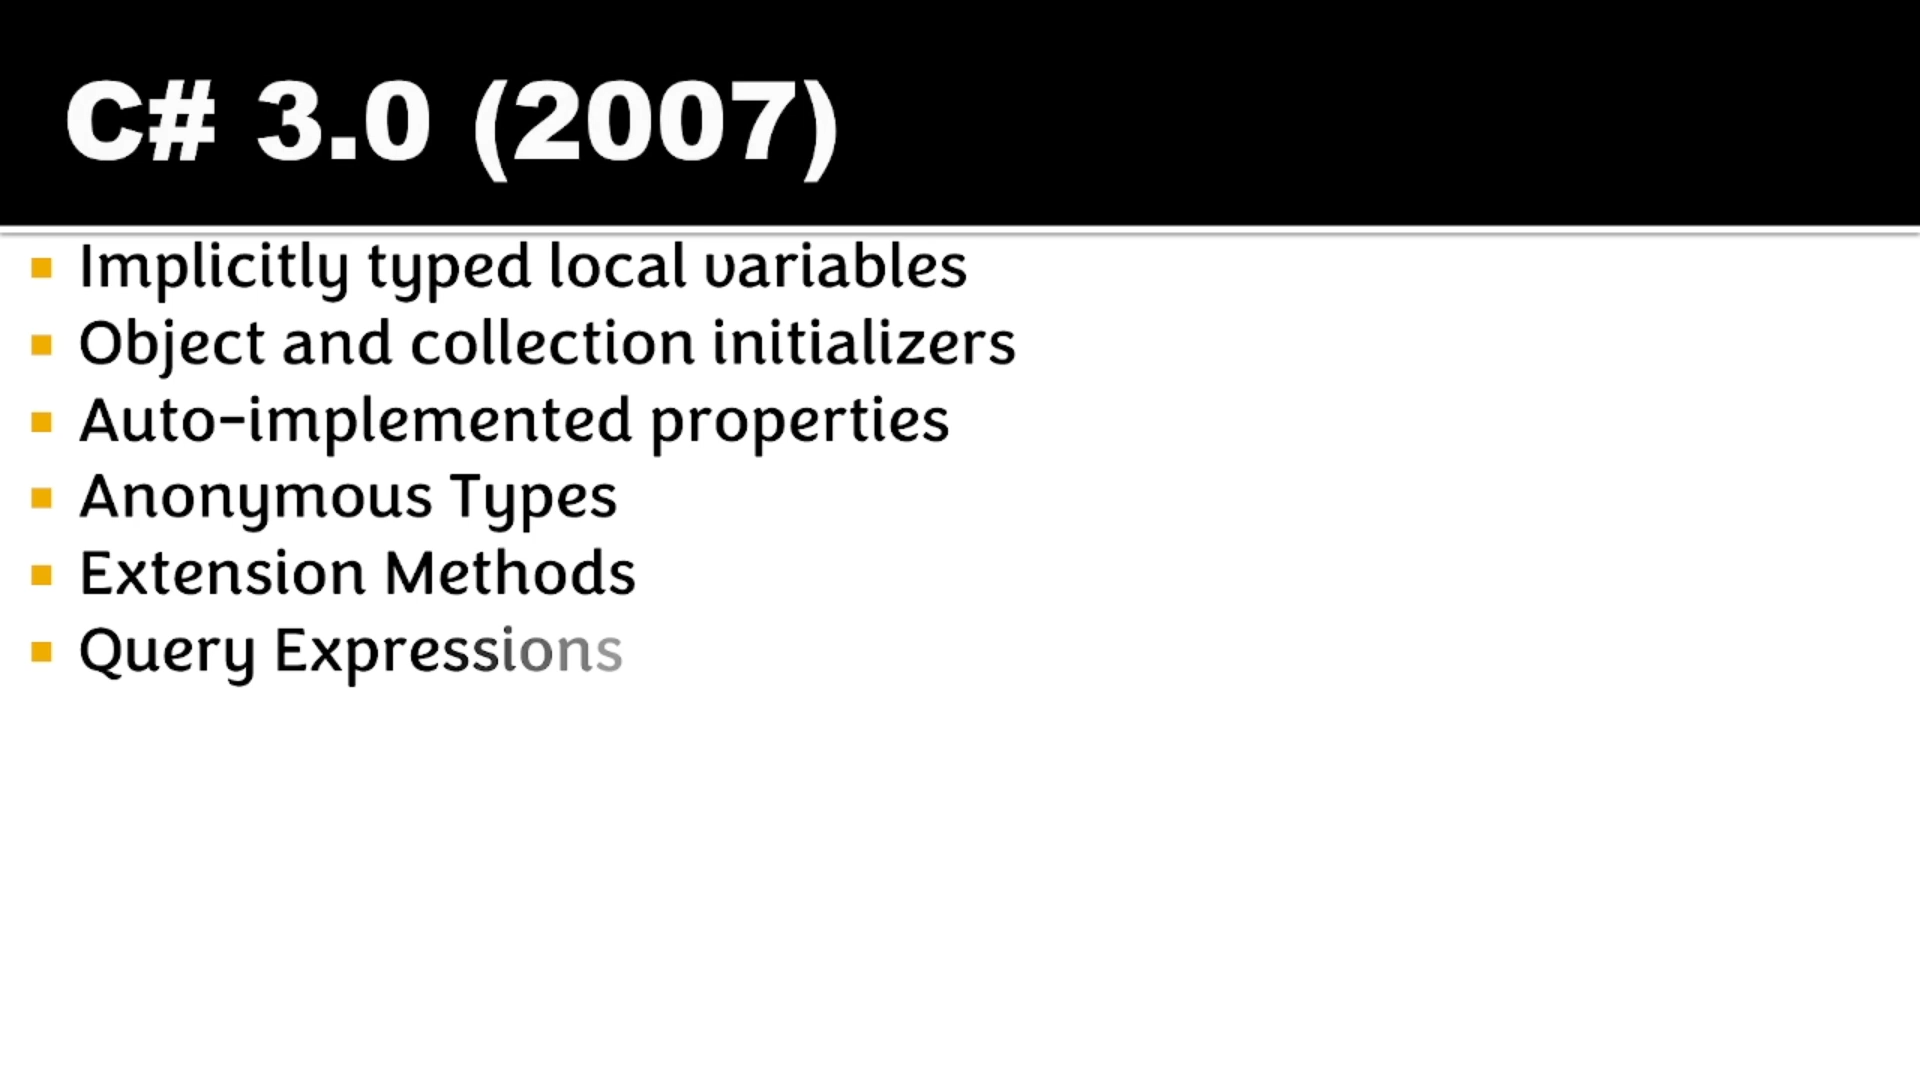 C# 3.0 (2007)
Implicitly typed local variables
Object and collection initializers
Auto-implemented properties
Anonymous Types
Extension Methods
Query Expressions